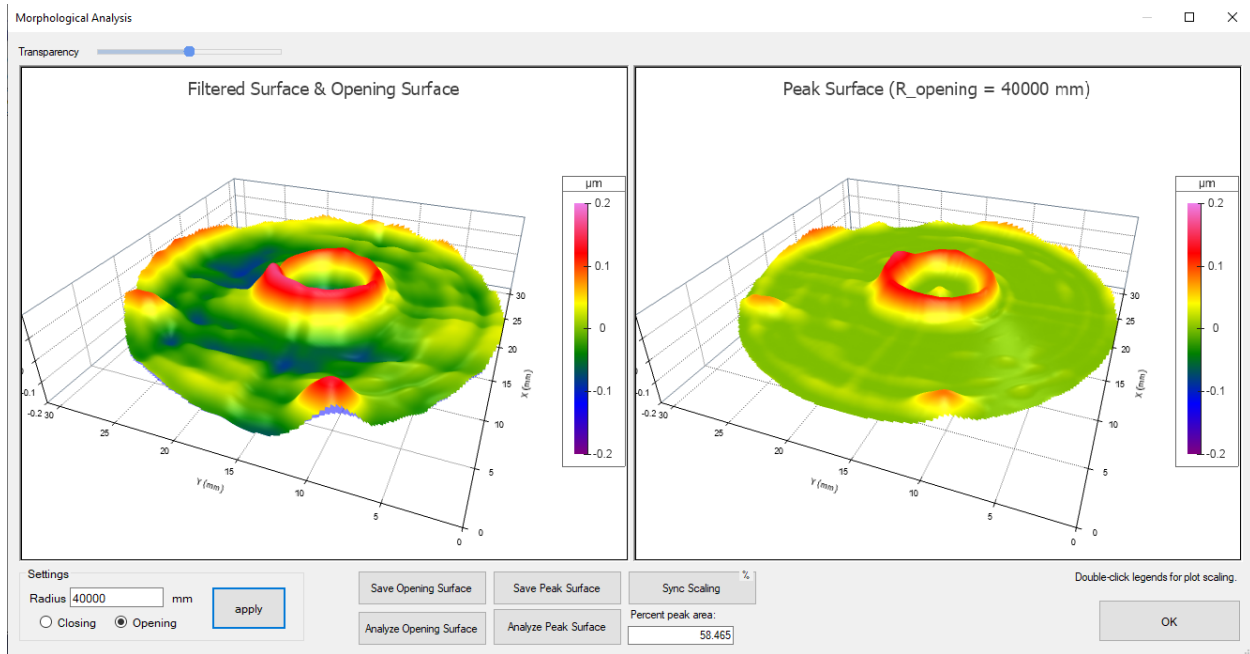 Morphological Analysis
Transparency
Filtered Surface & Opening Surface
µm
0.2
0.1
0
-0.1
-0.2
30
25
20
15
10
5
0
X (mm)
-0.1
-0.2 30
25
20
15
10
5
0
Y (mm)
Peak Surface (R_opening = 40000 mm)
µm
0.2
0.1
0
-0.1
-0.2
30
25
20
15
10
5
0
X (mm)
-0.1
-0.2 30
25
20
15
10
5
0
Y (mm)
Settings
Radius 40000 mm
Closing Opening
apply
Save Opening Surface
Save Peak Surface
Sync Scaling
%
Analyze Opening Surface
Analyze Peak Surface
Percent peak area:
58.465
Double-click legends for plot scaling.
OK